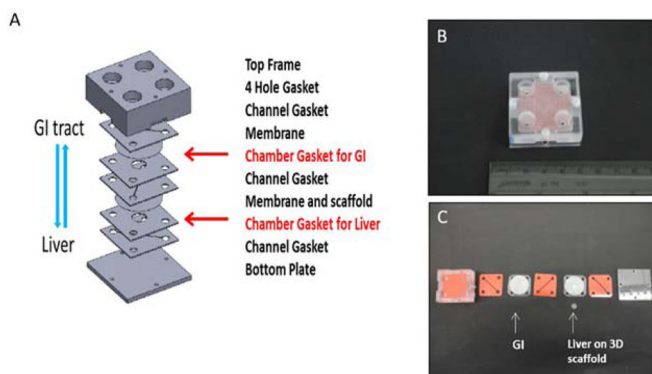 A
Top Frame
4 Hole Gasket
Channel Gasket
Membrane
Chamber Gasket for GI
Channel Gasket
Membrane and scaffold
Chamber Gasket for Liver
Channel Gasket
Bottom Plate
GI tract
Liver
B
C
GI
Liver on 3D
scaffold